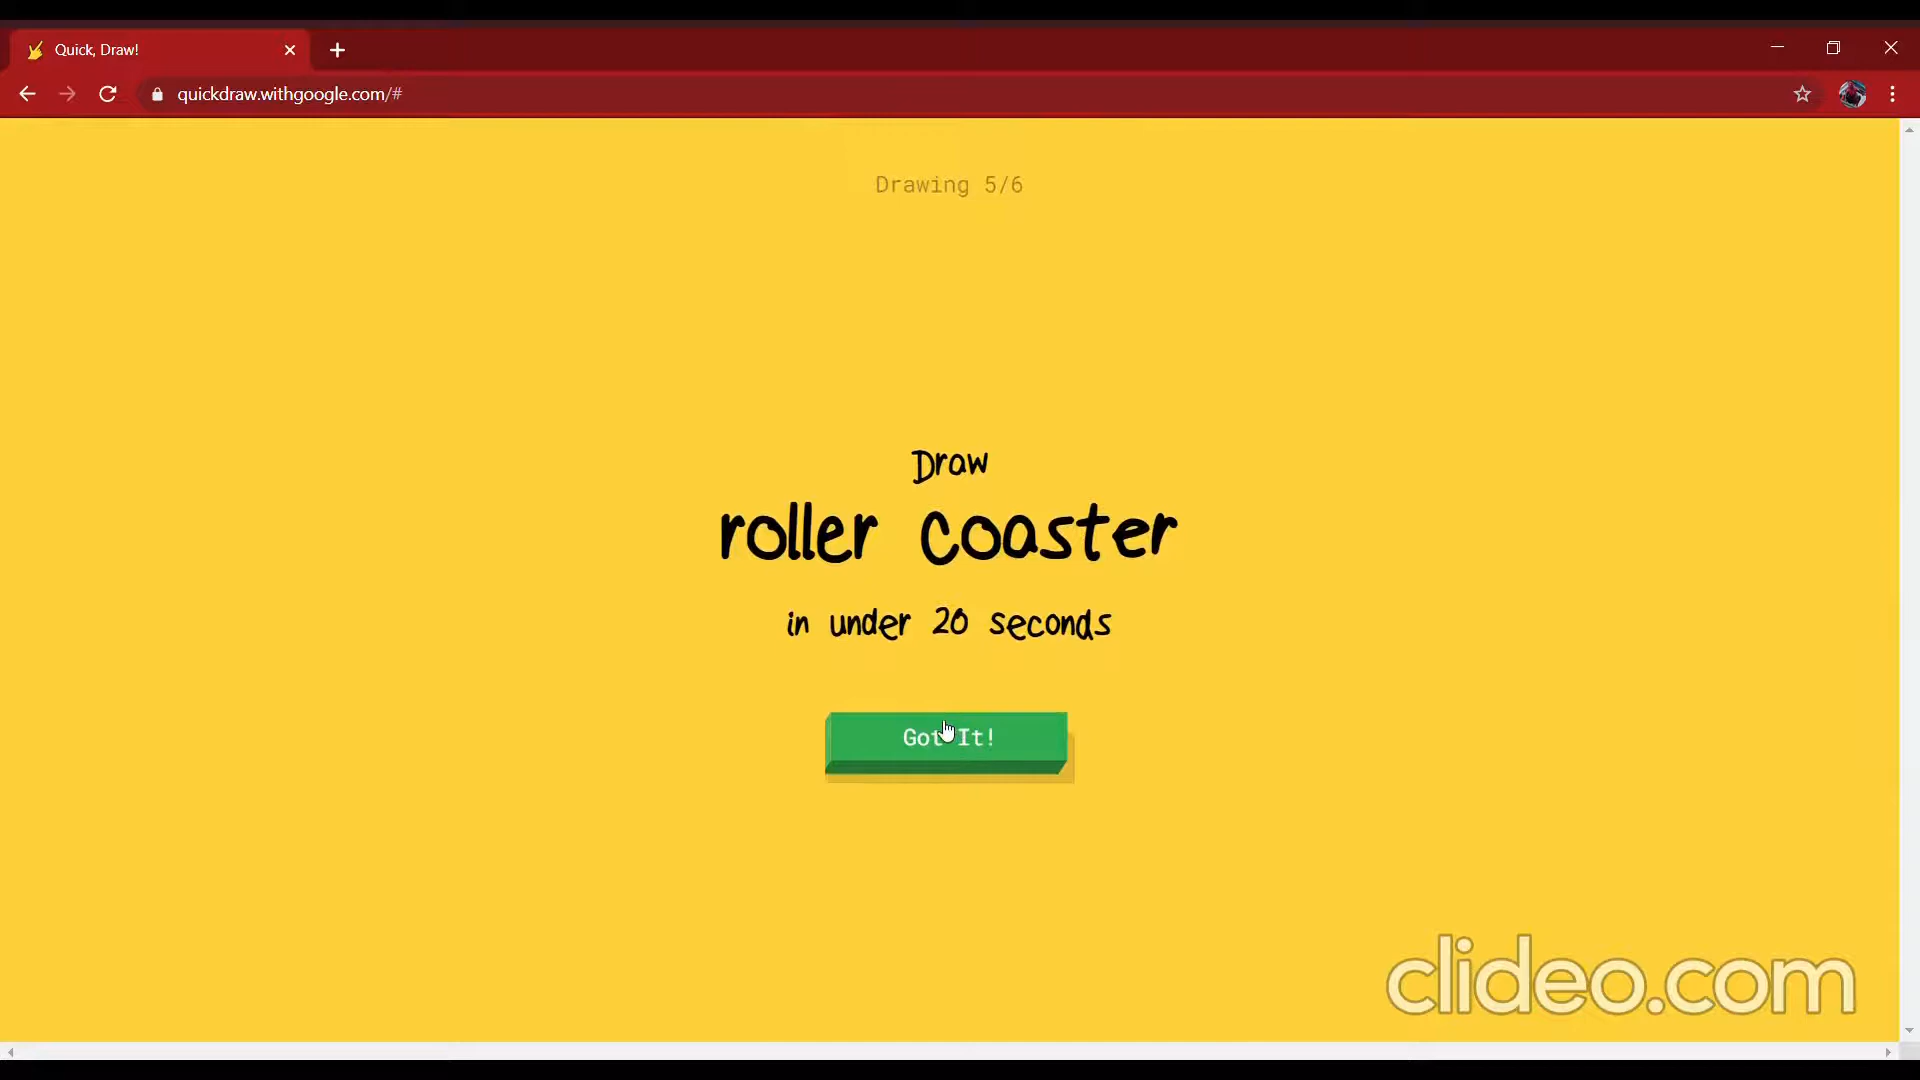 Quick, Draw!
quickdraw.withgoogle.com/#
Drawing 5/6
Draw
roller coaster
in under 20 seconds
Got It!
clideo.com